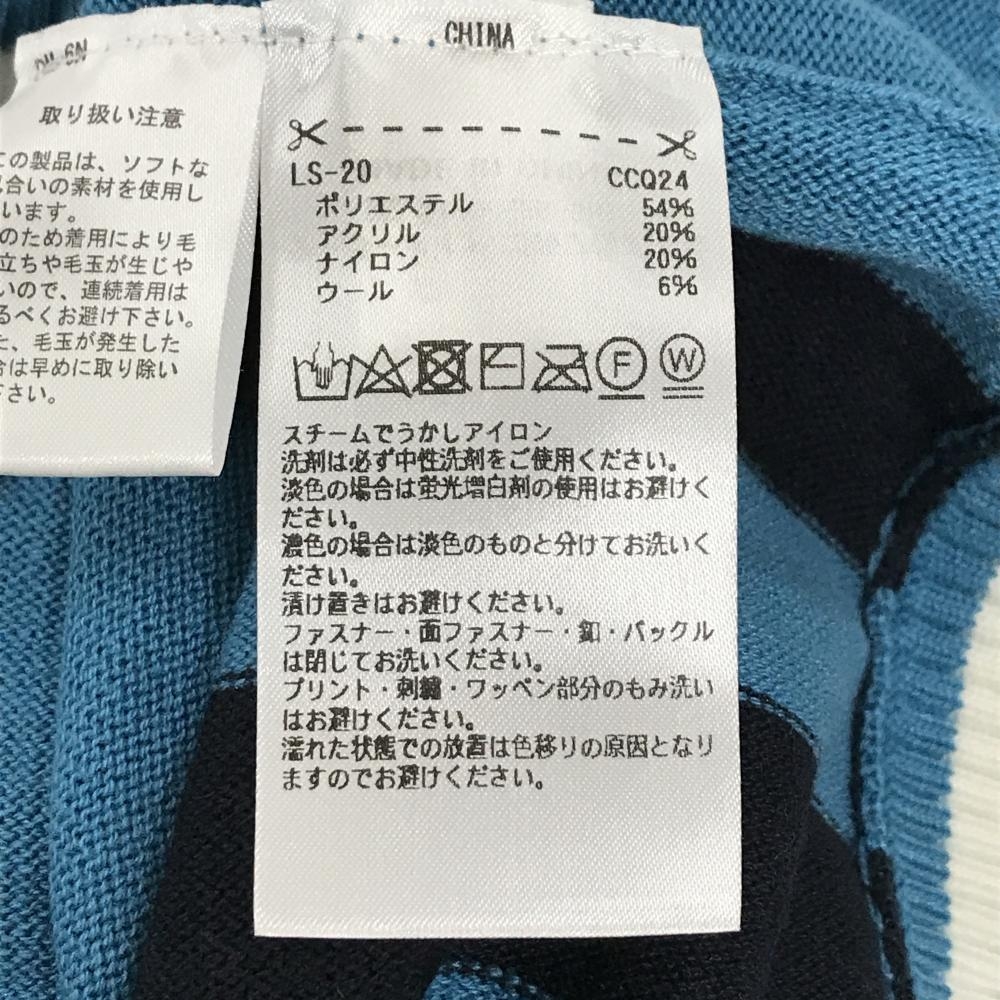 CHINA
取り扱い注意
ての製品は、ソフトな
合いの素材を使用し
います。
のため着用により毛
立ちや毛玉が生じや
いので、連続着用は
るべくお避け下さい。
た、毛玉が発生した
合は早めに取り除い
下さい。
LS-20 CCQ24
ポリエステル 54%
アクリル 20%
ナイロン 20%
ウール 6%
F W
スチームでうかしアイロン
洗剤は必ず中性洗剤をご使用ください。
淡色の場合は蛍光増白剤の使用はお避けく
ださい。
濃色の場合は淡色のものと分けてお洗いく
ださい。
漬け置きはお避けください。
ファスナー・面ファスナー・釦・バックル
は閉じてお洗いください。
プリント・刺繍・ワッペン部分のもみ洗い
はお避けください。
濡れた状態での放置は色移りの原因となり
ますのでお避けください。